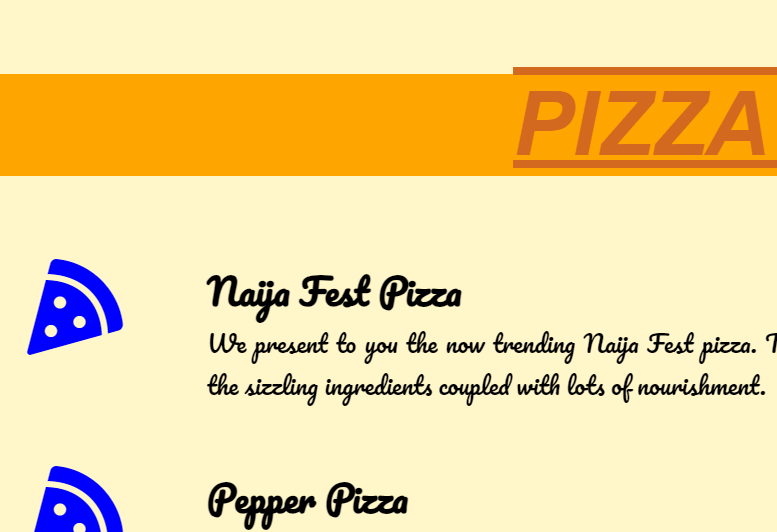 PIZZA
Naija Fest Pizza
We present to you the now trending Naija Fest pizza.
the sizzling ingredients coupled with lots of nourishment.
Pepper Pizza